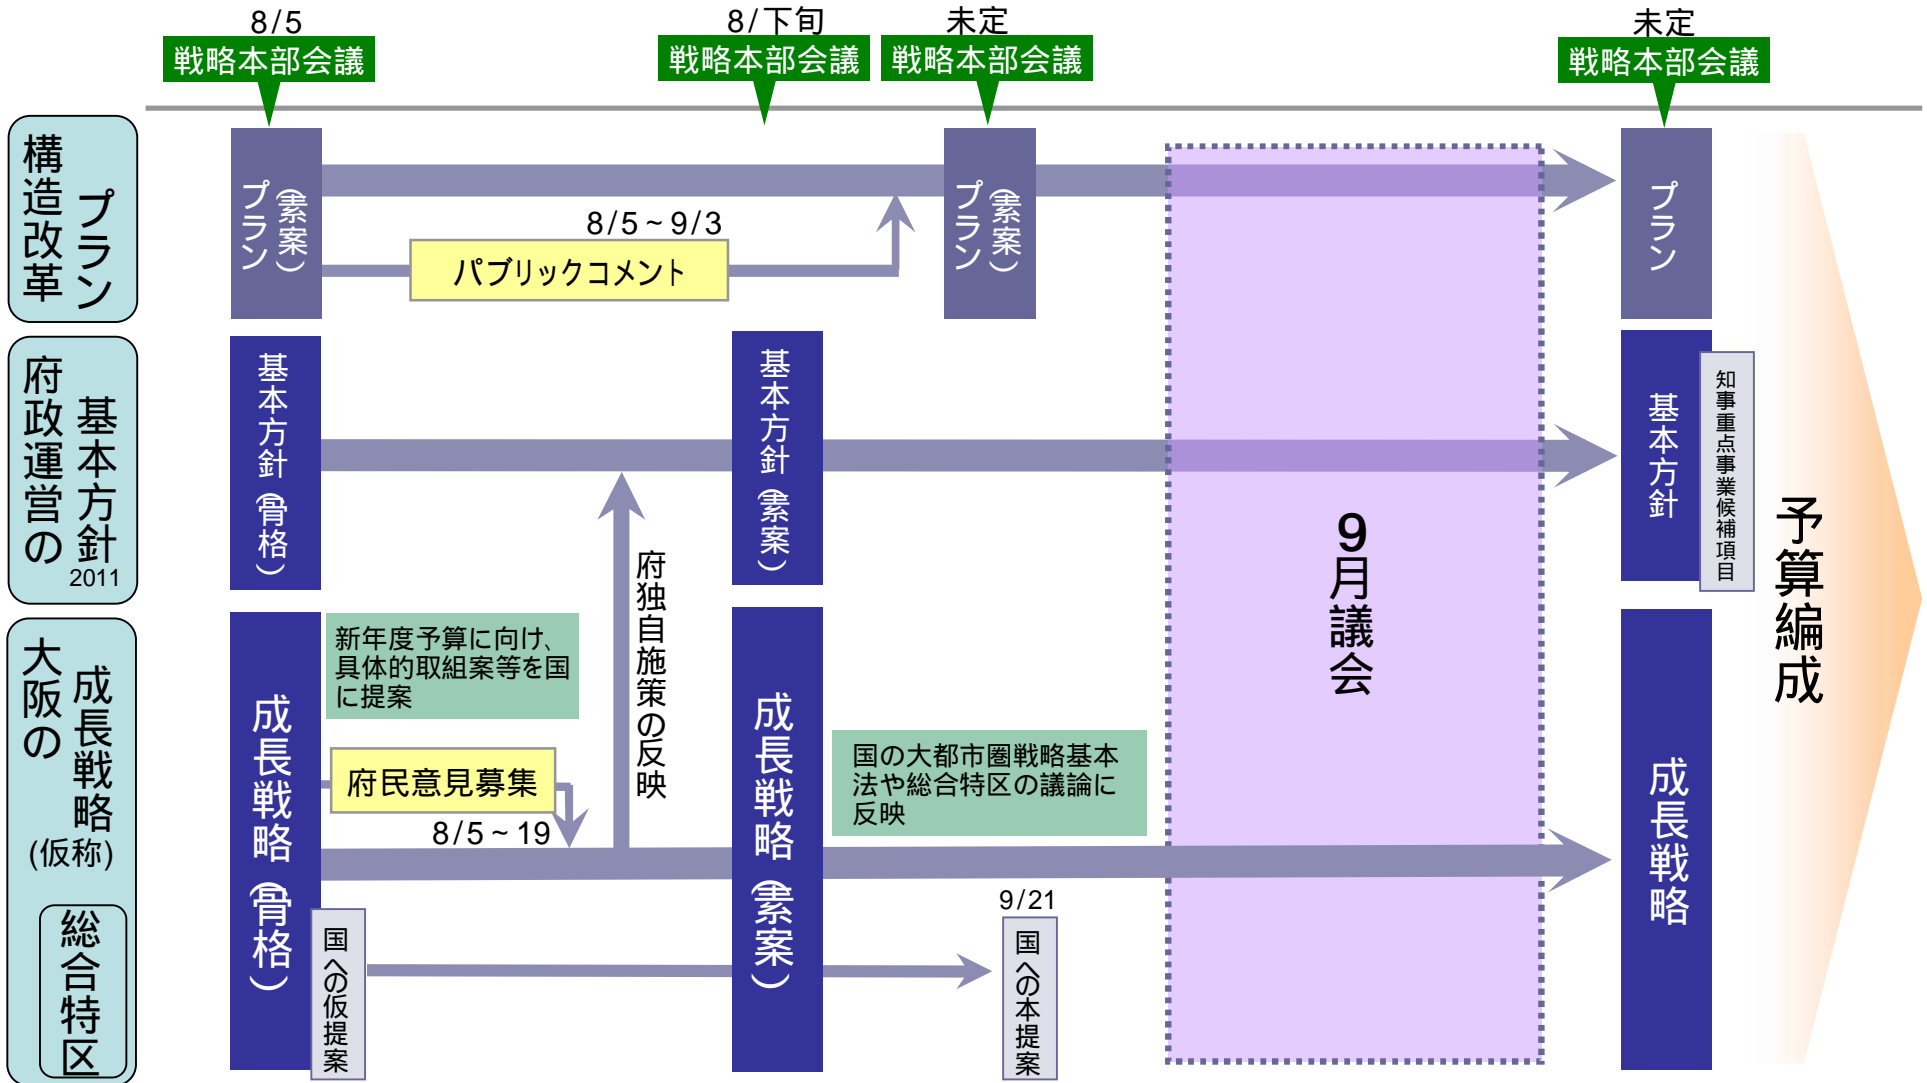 8/5
8/下旬
未定
未定
戦略本部会議
戦略本部会議
戦略本部会議
戦略本部会議
構造改革
プラン
プラン
(素案)
8/5~9/3
パブリックコメント
プラン
(素案)
プラン
府政運営の
基本方針
2011
基本方針(骨格)
基本方針(素案)
基本方針
知事重点事業候補項目
府独自施策の反映
9月議会
予算編成
大阪の
成長戦略
(仮称)
総合特区
成長戦略(骨格)
新年度予算に向け、
具体的取組案等を国
に提案
府民意見募集
8/5~19
成長戦略(素案)
国の大都市圏戦略基本
法や総合特区の議論に
反映
成長戦略
国への仮提案
9/21
国への本提案